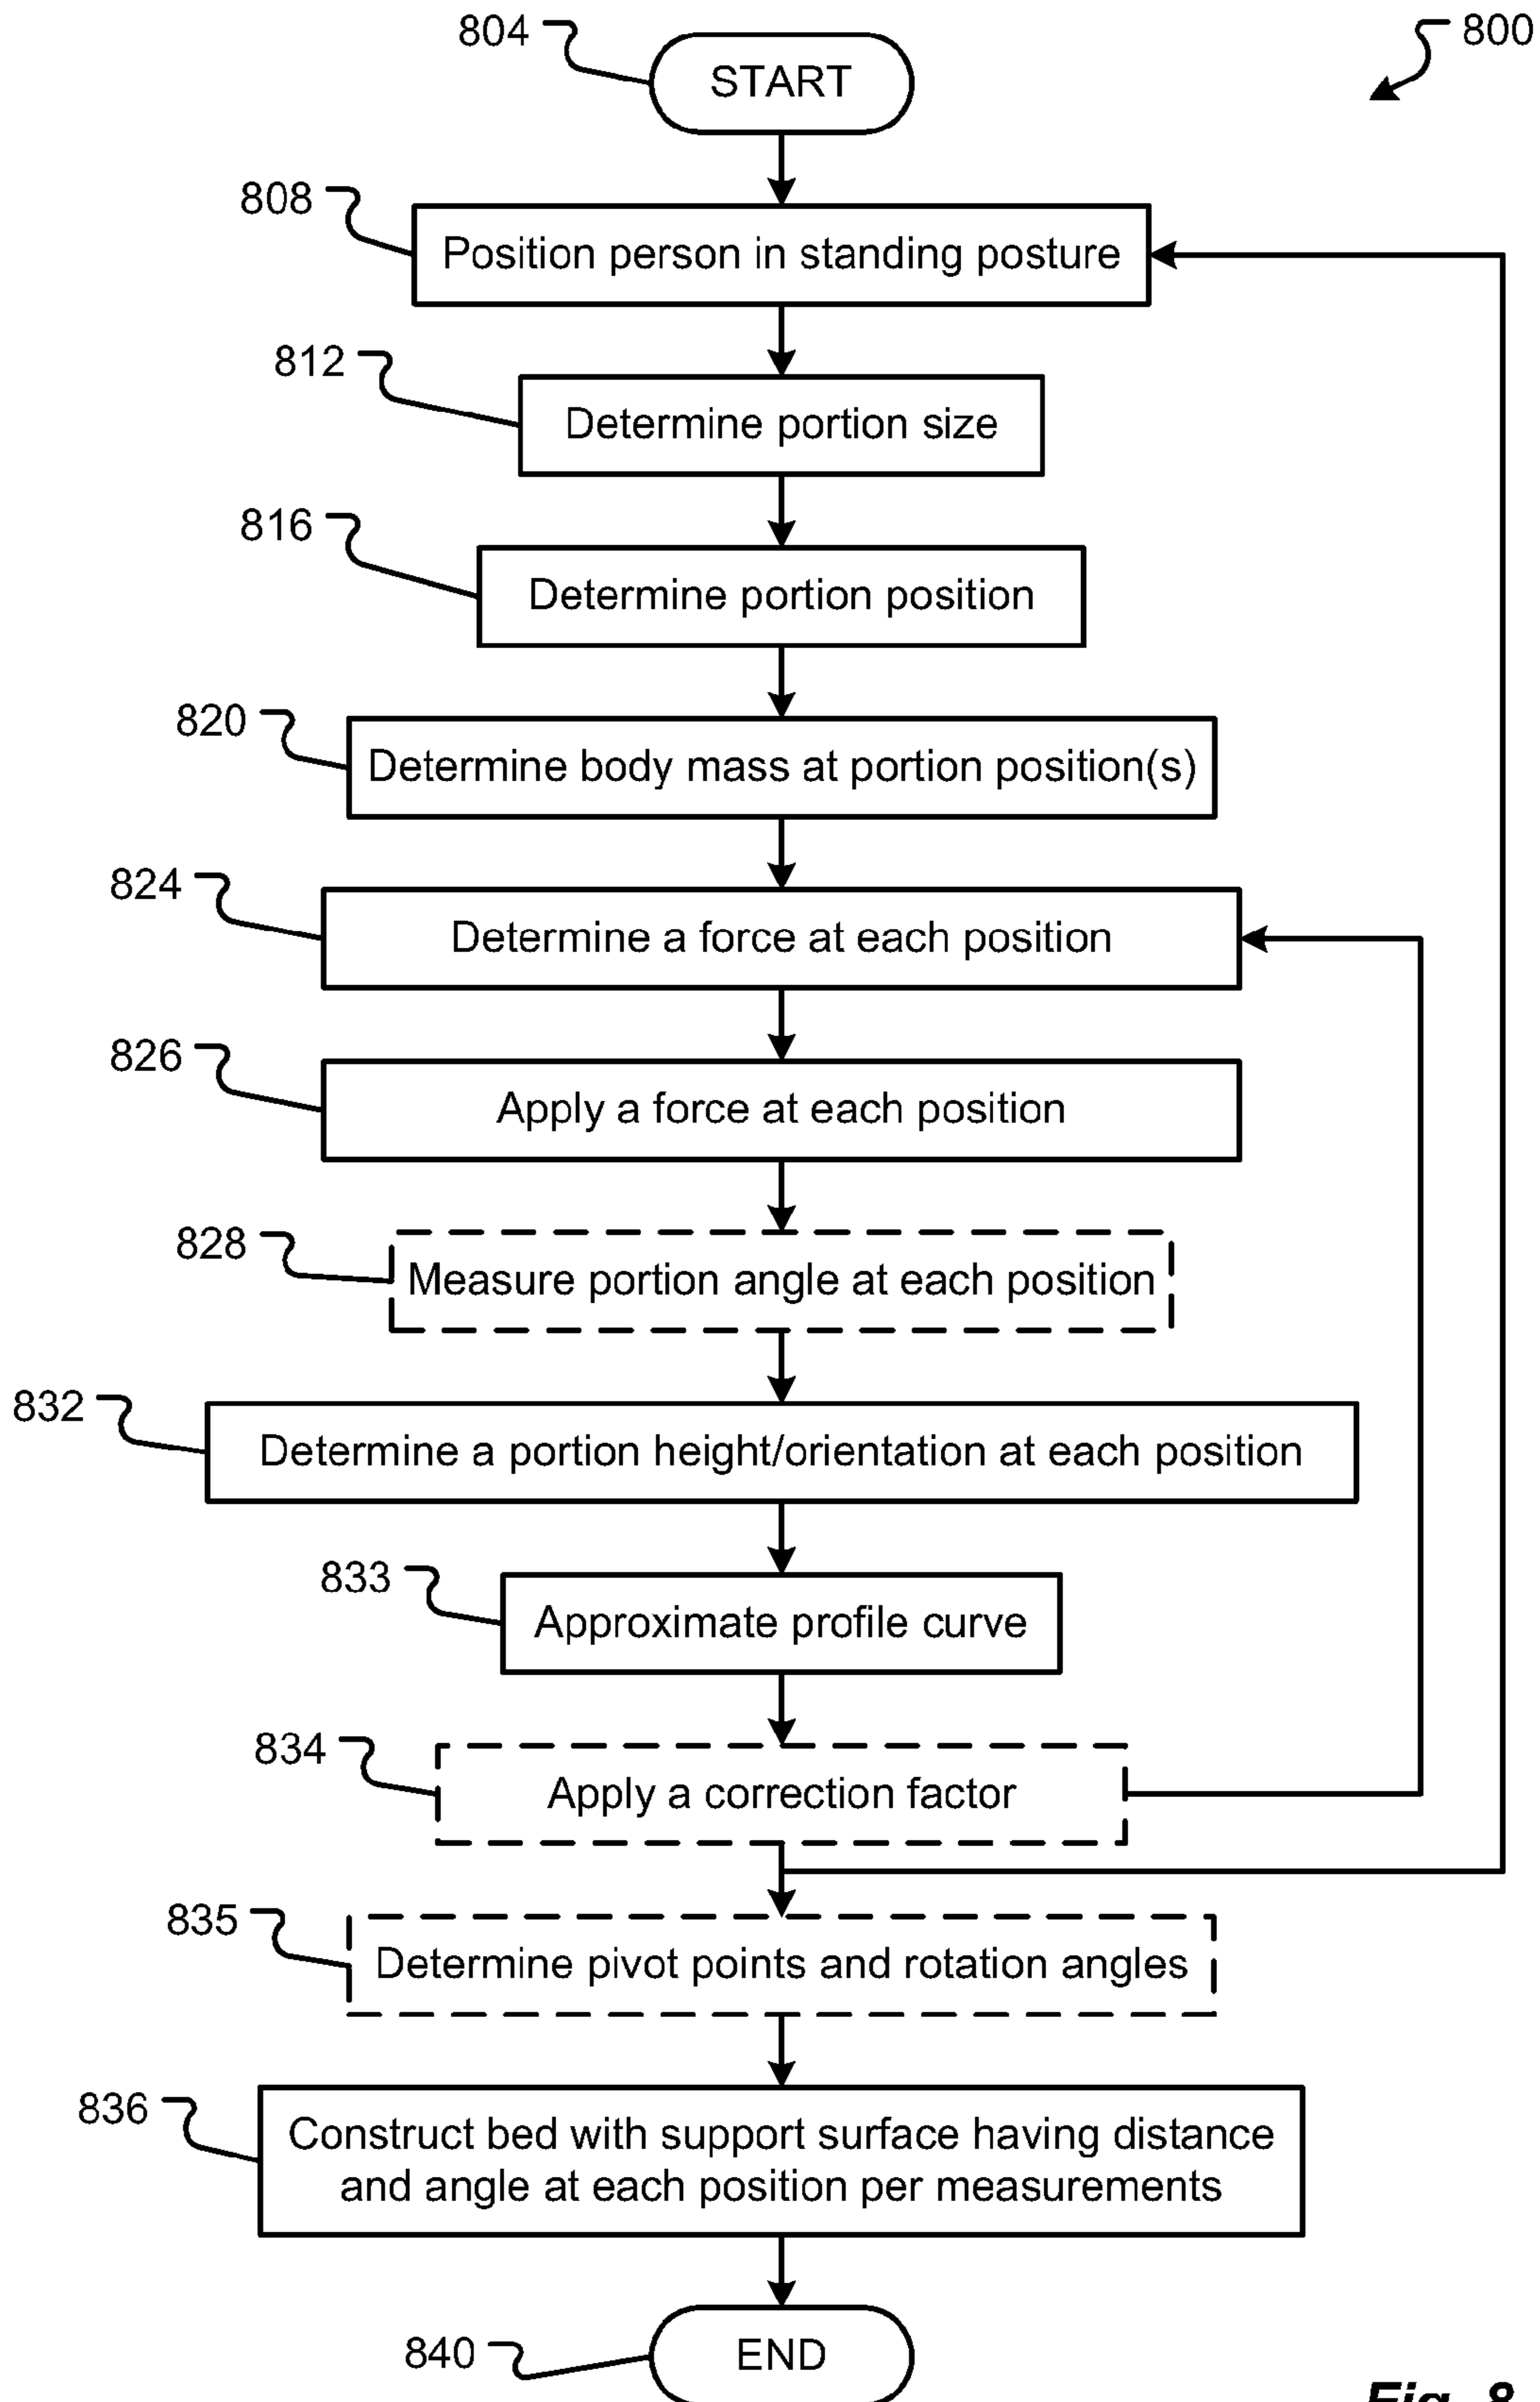 804
START
800
808
Position person in standing posture
812
Determine portion size
816
Determine portion position
820
Determine body mass at portion position(s)
824
Determine a force at each position
826
Apply a force at each position
828
Measure portion angle at each position
832
Determine a portion height/orientation at each position
833
Approximate profile curve
834
Apply a correction factor
835
Determine pivot points and rotation angles
836
Construct bed with support surface having distance
and angle at each position per measurements
840
END
Fig. 8